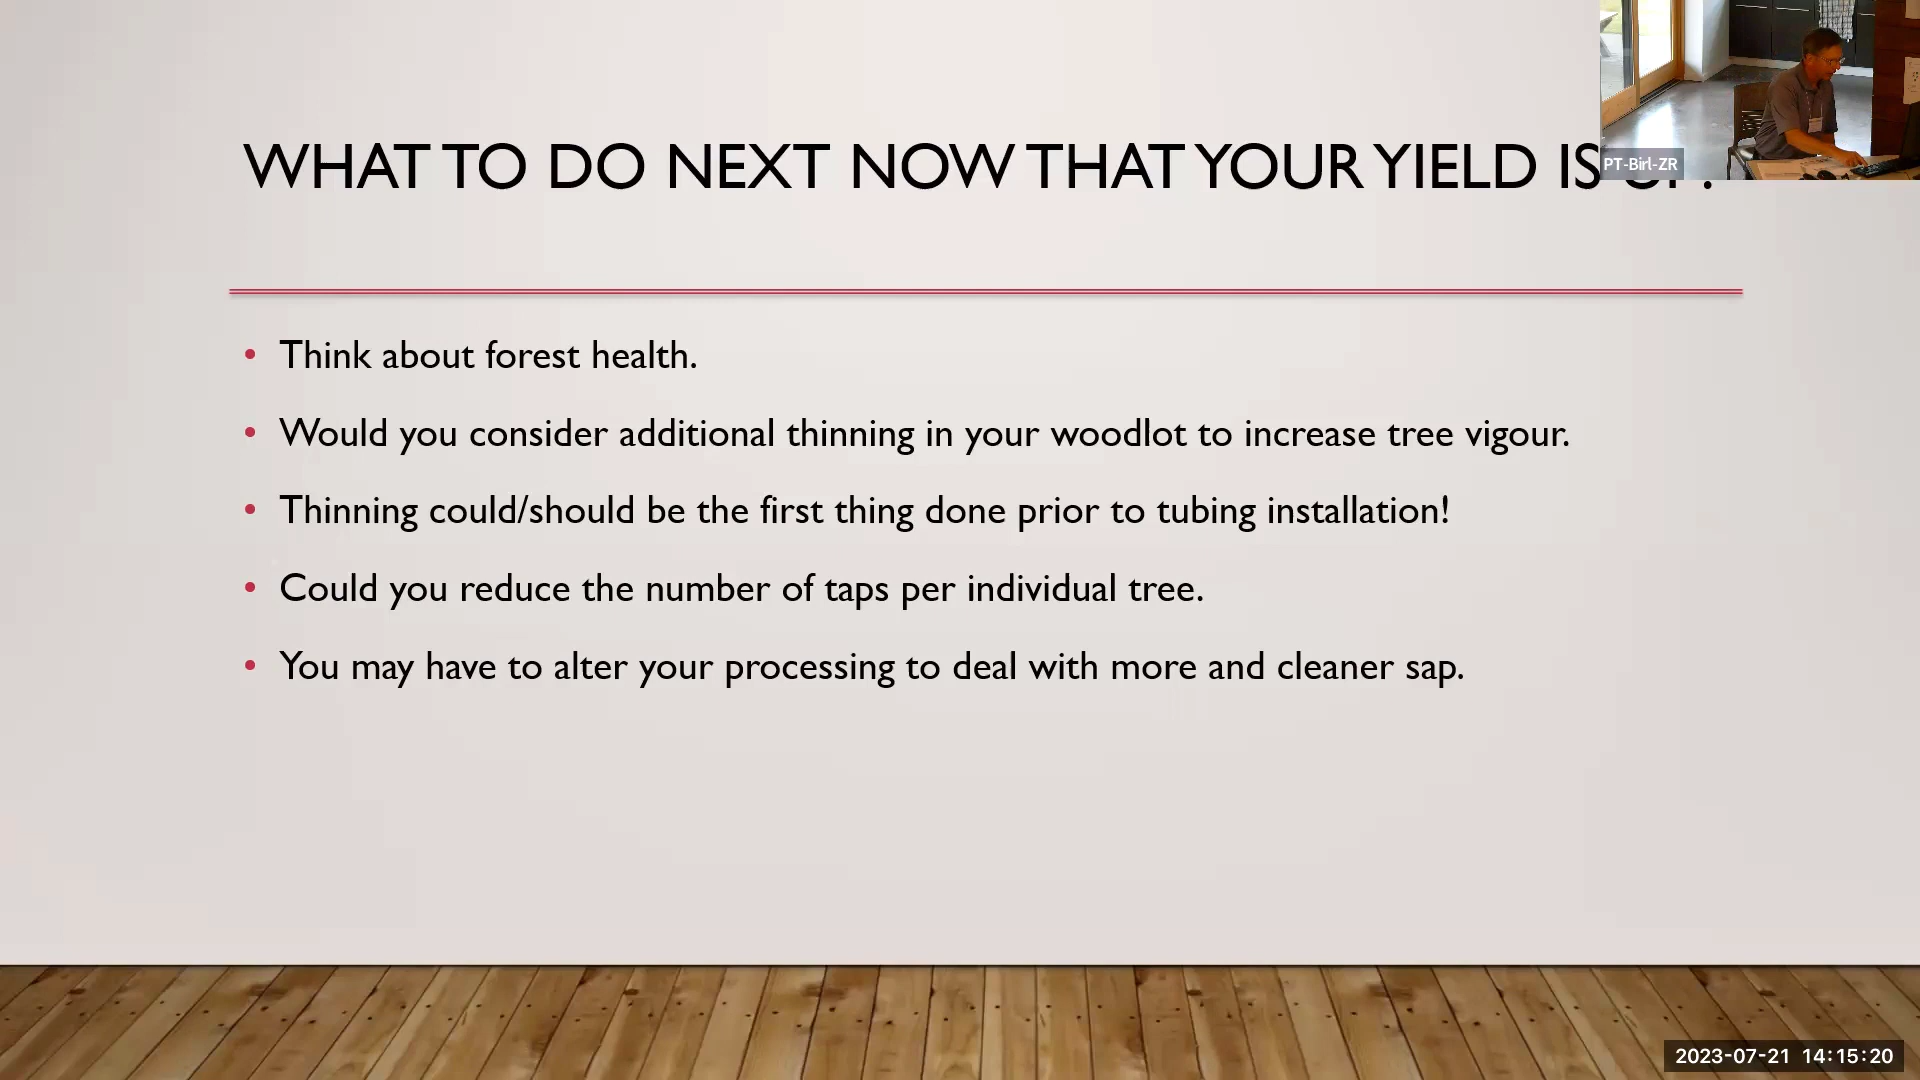 WHAT TO DO NEXT NOW THAT YOUR YIELD IS
PT-Birl-ZR
• Think about forest health.
• Would you consider additional thinning in your woodlot to increase tree vigour.
• Thinning could/should be the first thing done prior to tubing installation!
• Could you reduce the number of taps per individual tree.
• You may have to alter your processing to deal with more and cleaner sap.
2023-07-21 14:15:20